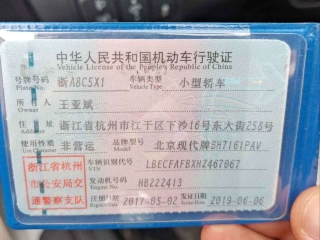 中华人民共和国机动车行驶证
Vehicle License of the People's Republic of China
号牌号码 浙A8C5X1 车辆类型 小型轿车
Plate No. Vehicle Type
所有人 王亚斌
Owner
住址 浙江省杭州市江干区下沙16号东大街258号
Address
使用性质 非营运 品牌型号 北京现代牌BH7161PAV
Use Character Model
浙江省杭州市公安局交通警察支队
车辆识别代号 LBECFAFBXHZ467067
VIN
发动机号码 HB222413
Engine No.
注册日期 2017-05-02 发证日期 2019-06-06
Register Date Issue Date